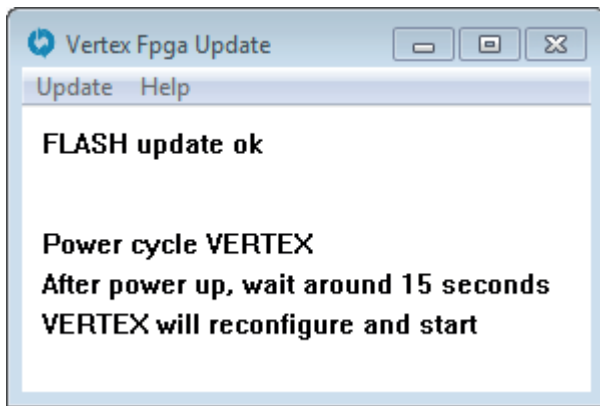 Vertex Fpga Update
Update Help
FLASH update ok
Power cycle VERTEX
After power up, wait around 15 seconds
VERTEX will reconfigure and start